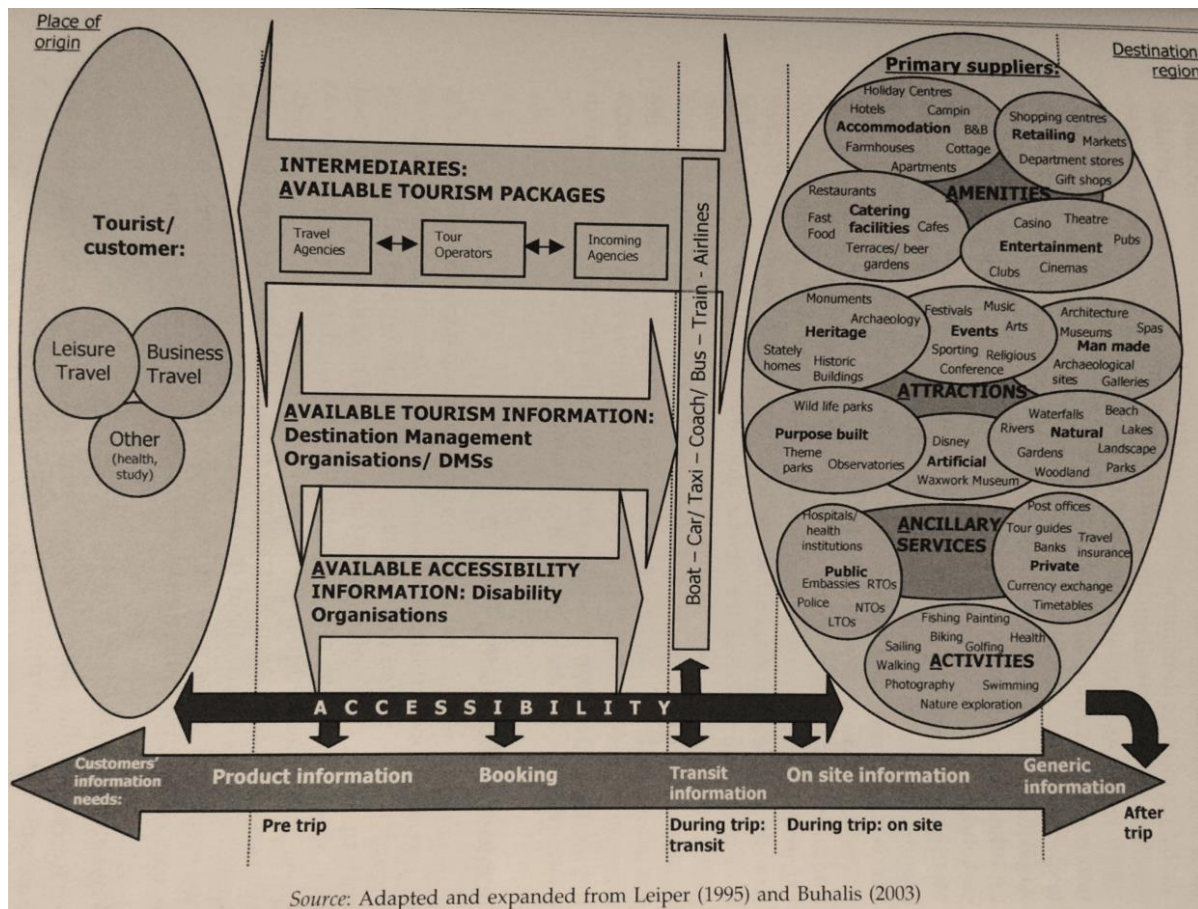 Place of
origin
Tourist/
customer:
Leisure
Travel
Business
Travel
Other
(health,
study)
INTERMEDIARIES:
AVAILABLE TOURISM PACKAGES
Travel
Agencies
Tour
Operators
Incoming
Agencies
AVAILABLE TOURISM INFORMATION:
Destination Management
Organisations/ DMSs
AVAILABLE ACCESSIBILITY
INFORMATION: Disability
Organisations
Boat – Car/ Taxi – Coach/ Bus – Train - Airlines
Destination
region
Primary suppliers:
Holiday Centres
Hotels
Campin
Accommodation
B&B
Farmhouses
Cottage
Apartments
Shopping centres
Retailing
Markets
Department stores
Gift shops
AMENITIES
Restaurants
Fast
Food
Catering
facilities
Cafes
Terraces/ beer
gardens
Casino
Theatre
Entertainment
Pubs
Clubs
Cinemas
Monuments
Archaeology
Heritage
Stately
homes
Historic
Buildings
Festivals
Music
Events
Arts
Sporting
Religious
Conference
Architecture
Museums
Spas
Man made
Archaeological
sites
Galleries
ATTRACTIONS
Wild life parks
Purpose built
Theme
parks
Observatories
Disney
Artificial
Waxwork Museum
Waterfalls
Beach
Rivers
Natural
Lakes
Gardens
Landscape
Woodland
Parks
ANCILLARY
SERVICES
Hospitals/
health
institutions
Public
Embassies
RTOs
Police
NTOs
LTOs
Post offices
Tour guides
Banks
Travel
insurance
Private
Currency exchange
Timetables
Fishing
Painting
Sailing
Biking
Golfing
Health
Walking
ACTIVITIES
Photography
Swimming
Nature exploration
ACCESSIBILITY
Customers'
information
needs:
Product information
Booking
Transit
information
On site information
Generic
information
Pre trip
During trip:
transit
During trip: on site
After
trip
Source: Adapted and expanded from Leiper (1995) and Buhalis (2003)